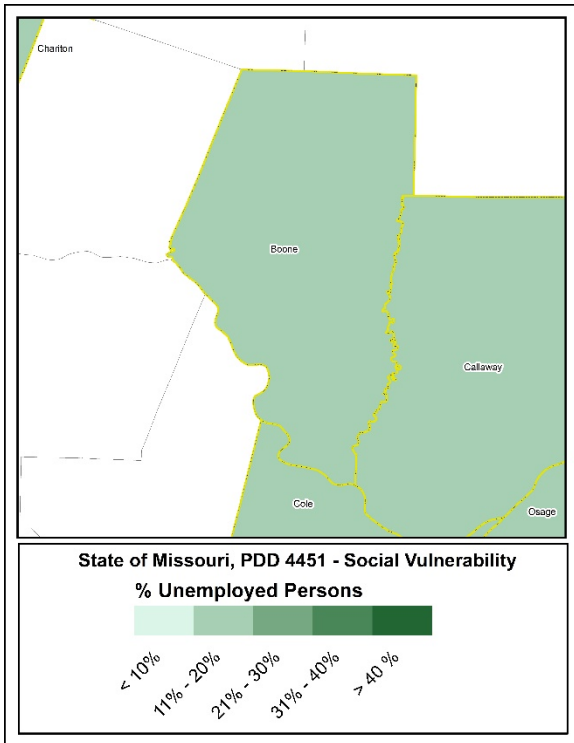 Chariton
Boone
Callaway
Cole
Osage
State of Missouri, PDD 4451 - Social Vulnerability
% Unemployed Persons
< 10%
11% - 20%
21% - 30%
31% - 40%
> 40 %